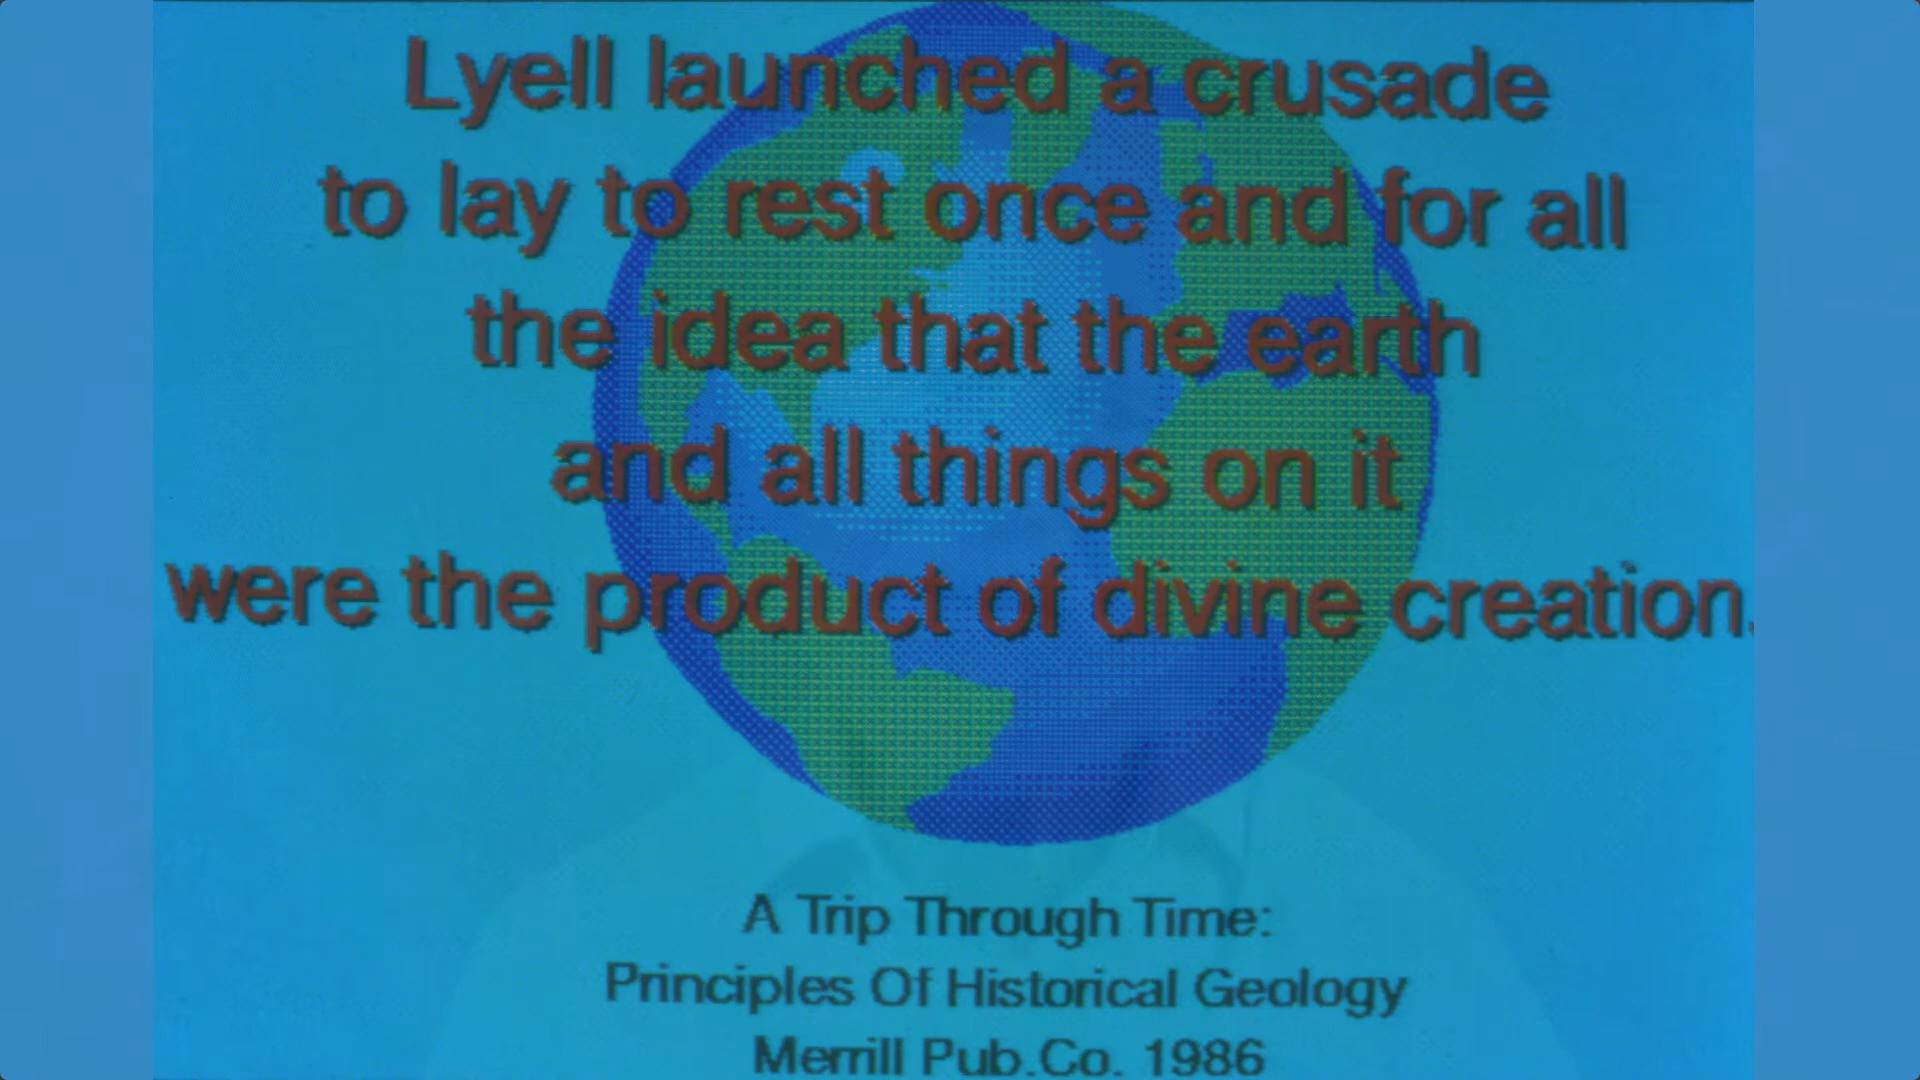 Lyell launched a crusade
to lay to rest once and for all
the idea that the earth
and all things on it
were the product of divine creation.
A Trip Through Time:
Principles Of Historical Geology
Merrill Pub.Co. 1986